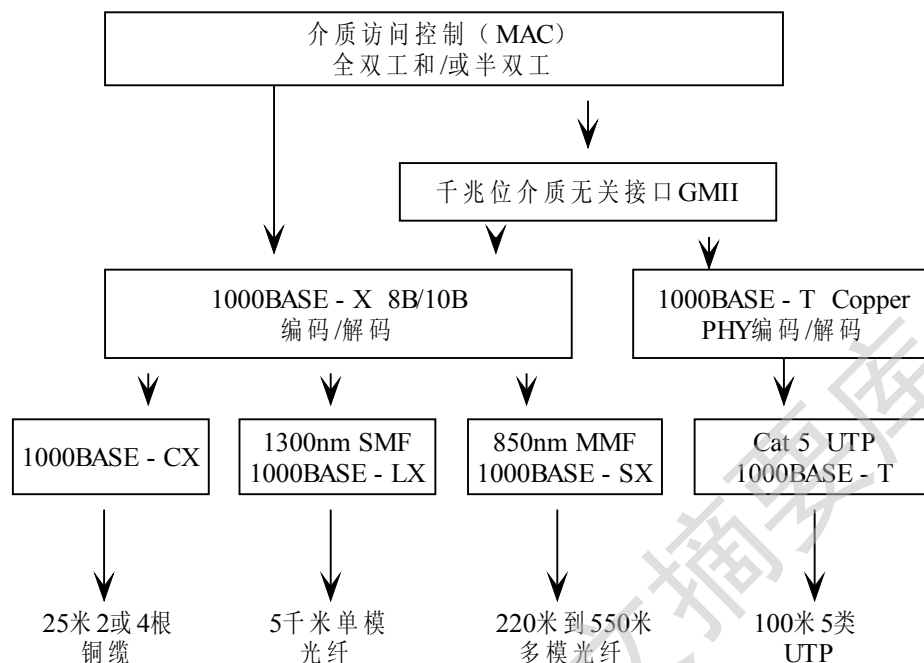 介质访问控制（MAC）
全双工和/或半双工
千兆位介质无关接口GMII
1000BASE - X 8B/10B
编码/解码
1000BASE - T Copper
PHY编码/解码
1000BASE - CX
1300nm SMF
1000BASE - LX
850nm MMF
1000BASE - SX
Cat 5 UTP
1000BASE - T
25米2或4根
铜缆
5千米单模
光纤
220米到550米
多模光纤
100米5类
UTP
文摘要库